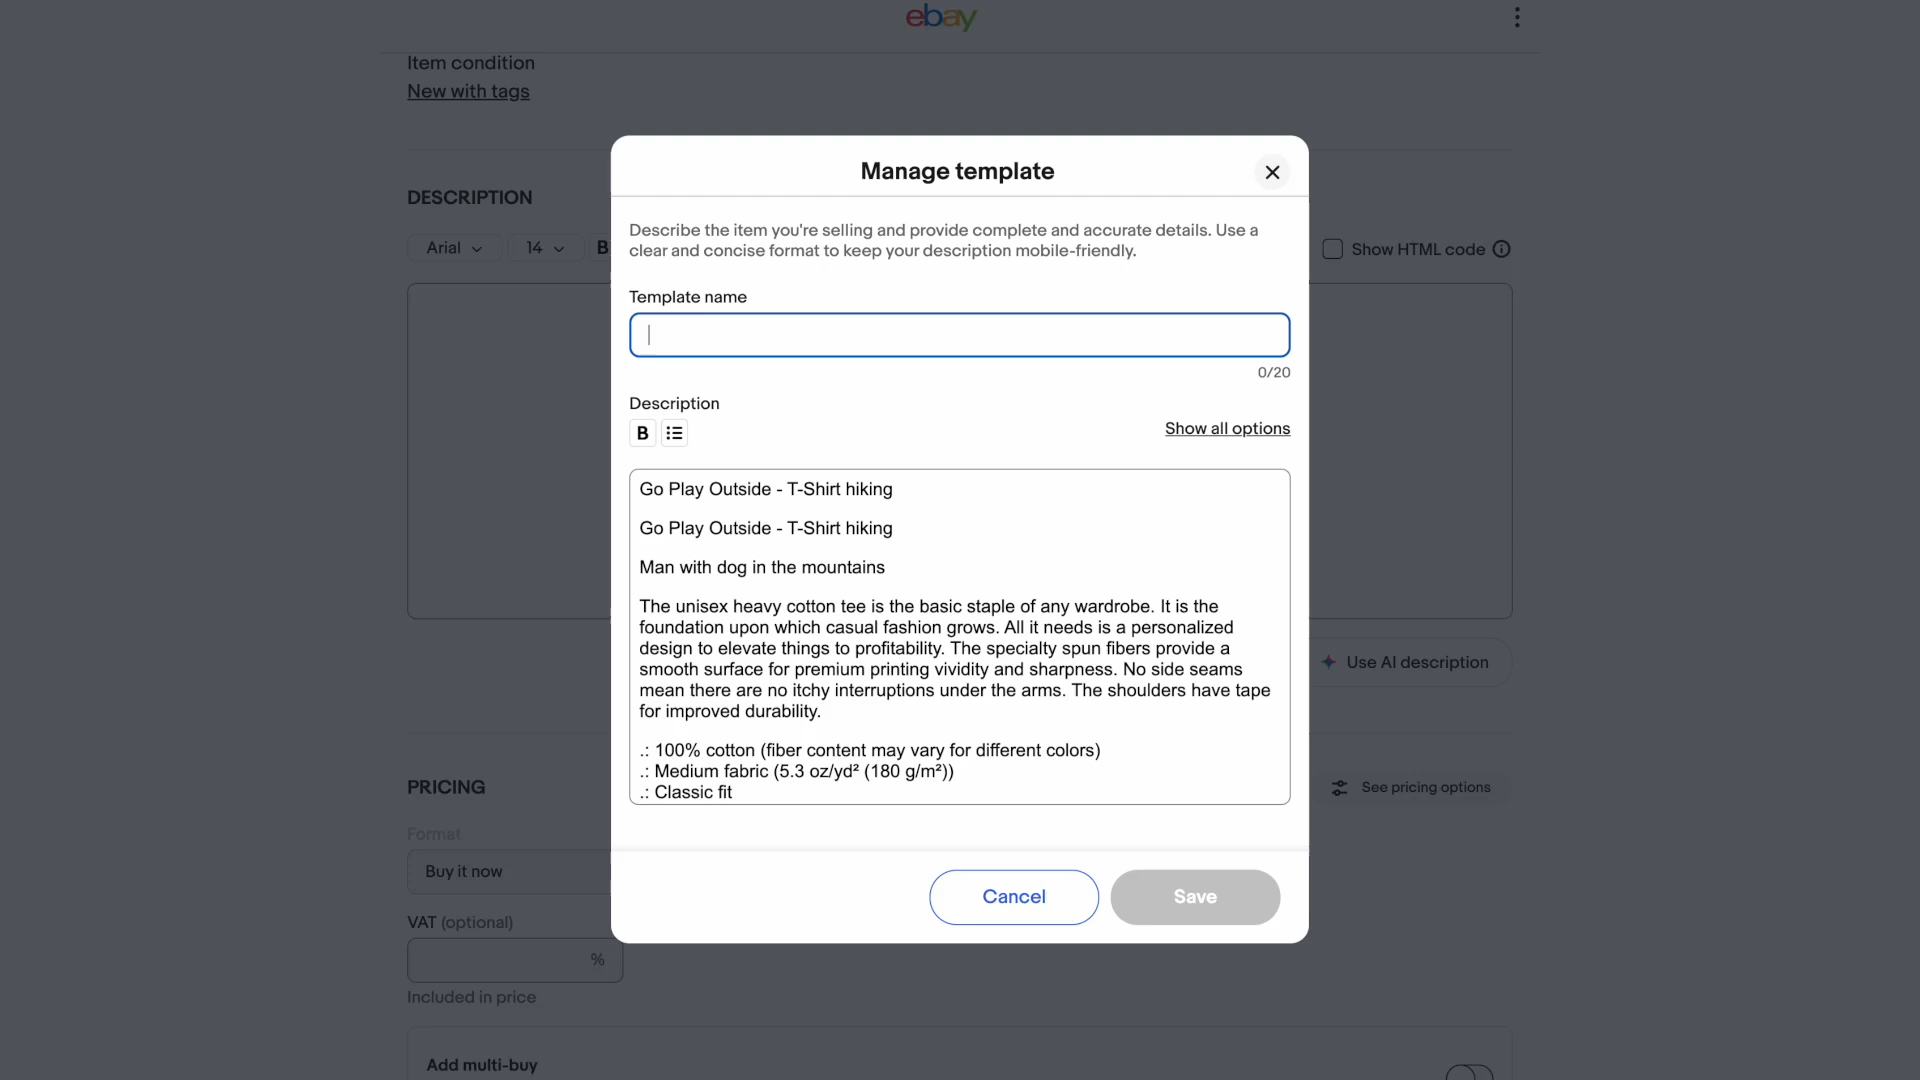 ebay
Item condition
New with tags
DESCRIPTION
Arial
14
B
Show HTML code
Use AI description
PRICING
See pricing options
Format
Buy it now
VAT (optional)
%
Included in price
Add multi-buy
Manage template
Describe the item you're selling and provide complete and accurate details. Use a
clear and concise format to keep your description mobile-friendly.
Template name
0/20
Description
B
Show all options
Go Play Outside - T-Shirt hiking
Go Play Outside - T-Shirt hiking
Man with dog in the mountains
The unisex heavy cotton tee is the basic staple of any wardrobe. It is the
foundation upon which casual fashion grows. All it needs is a personalized
design to elevate things to profitability. The specialty spun fibers provide a
smooth surface for premium printing vividity and sharpness. No side seams
mean there are no itchy interruptions under the arms. The shoulders have tape
for improved durability.
.: 100% cotton (fiber content may vary for different colors)
.: Medium fabric (5.3 oz/yd² (180 g/m²))
.: Classic fit
Cancel
Save